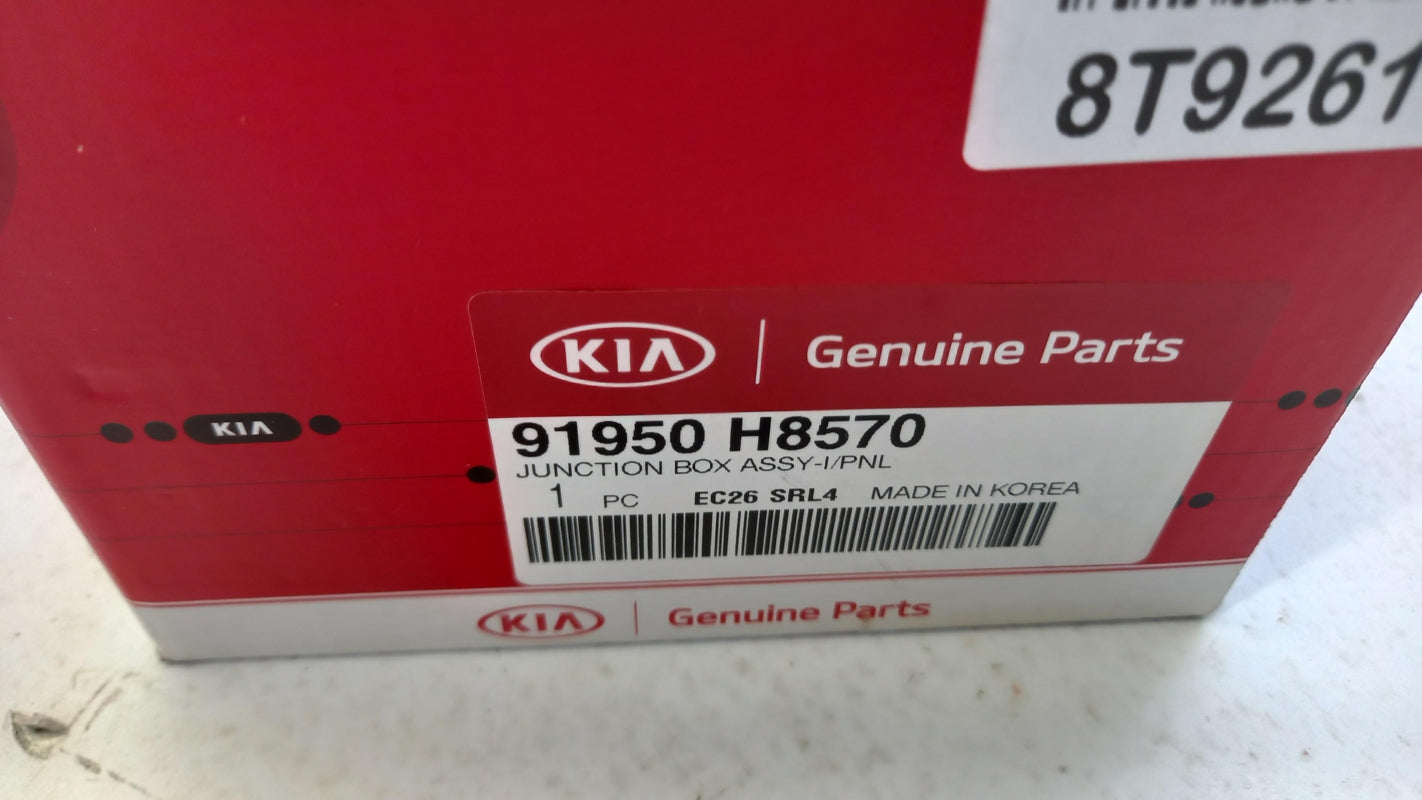 8T9261
KIA | Genuine Parts
KIA
91950 H8570
JUNCTION BOX ASSY-I/PNL
1 PC EC26 SRL4 MADE IN KOREA
KIA | Genuine Parts